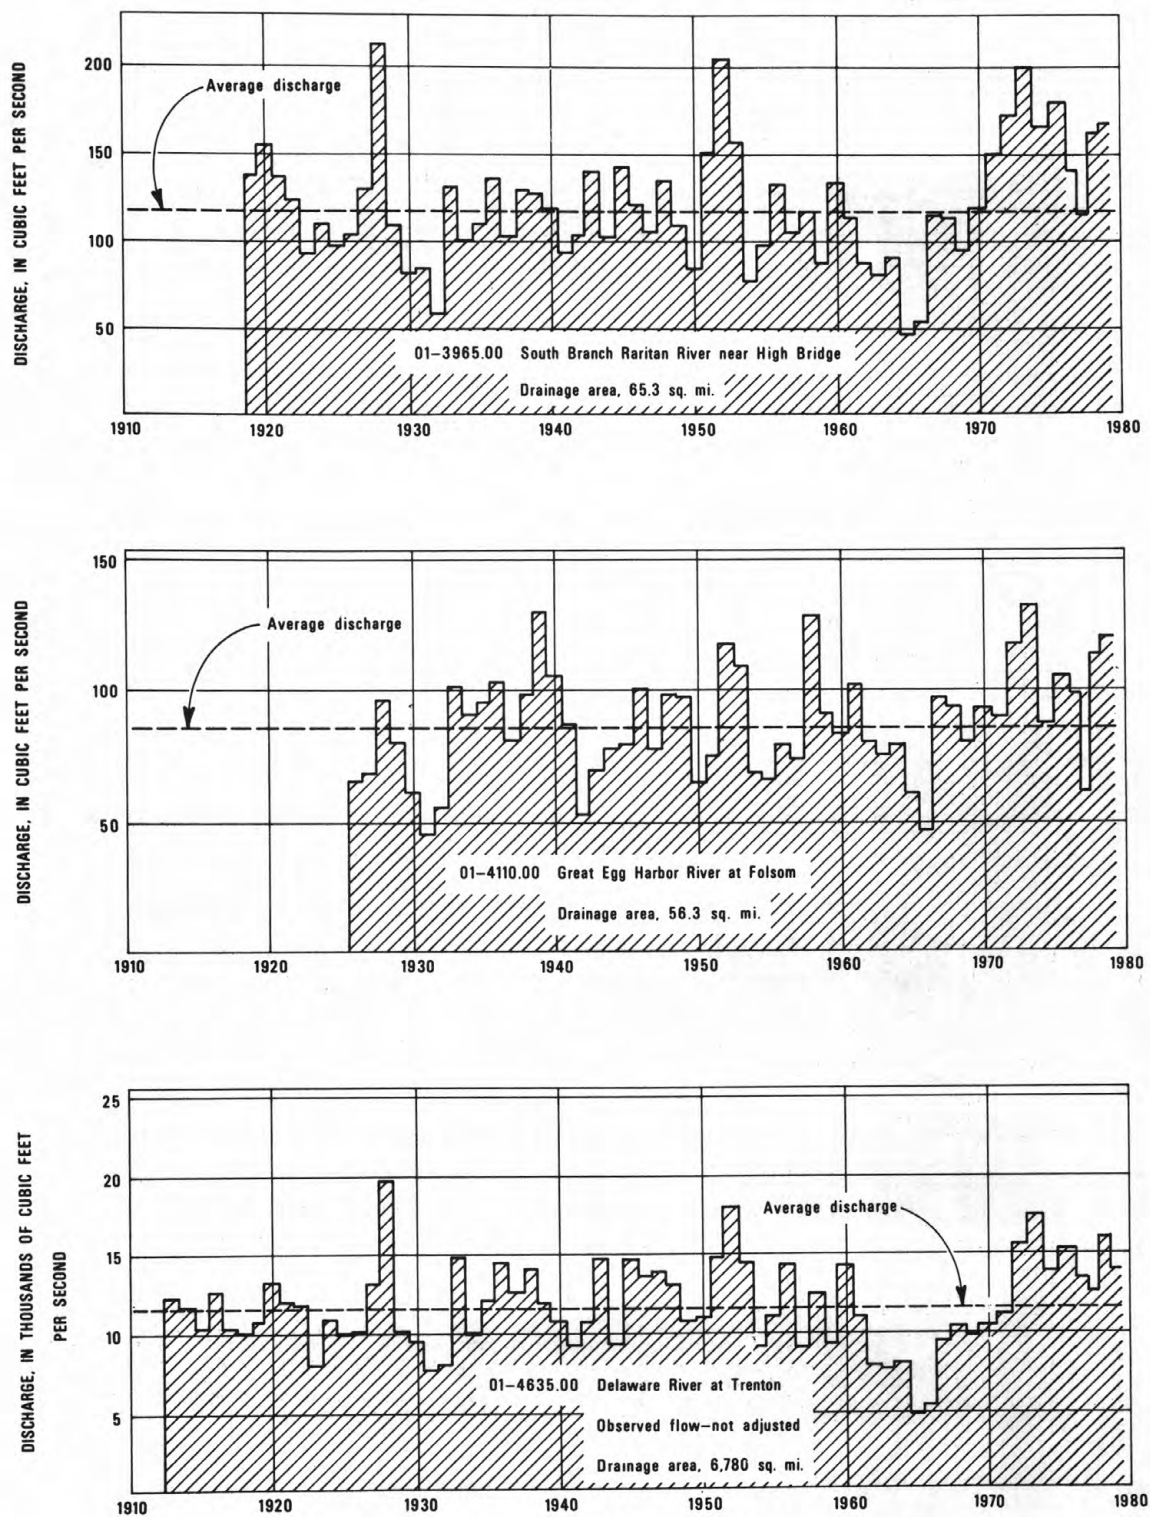 DISCHARGE, IN CUBIC FEET PER SECOND
200
150
100
50
Average discharge
01–3965.00 South Branch Raritan River near High Bridge
Drainage area, 65.3 sq. mi.
1910 1920 1930 1940 1950 1960 1970 1980
DISCHARGE, IN CUBIC FEET PER SECOND
150
100
50
Average discharge
01–4110.00 Great Egg Harbor River at Folsom
Drainage area, 56.3 sq. mi.
1910 1920 1930 1940 1950 1960 1970 1980
DISCHARGE, IN THOUSANDS OF CUBIC FEET
PER SECOND
25
20
15
10
5
Average discharge
01–4635.00 Delaware River at Trenton
Observed flow—not adjusted
Drainage area, 6,780 sq. mi.
1910 1920 1930 1940 1950 1960 1970 1980